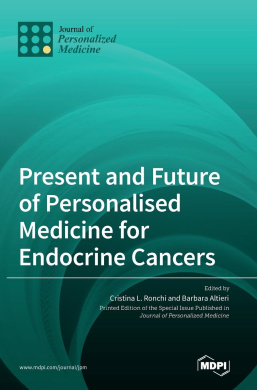 Journal of
Personalized
Medicine
Present and Future
of Personalised
Medicine for
Endocrine Cancers
Edited by
Cristina L. Ronchi and Barbara Altieri
Printed Edition of the Special Issue Published in
Journal of Personalized Medicine
www.mdpi.com/journal/jpm
MDPI